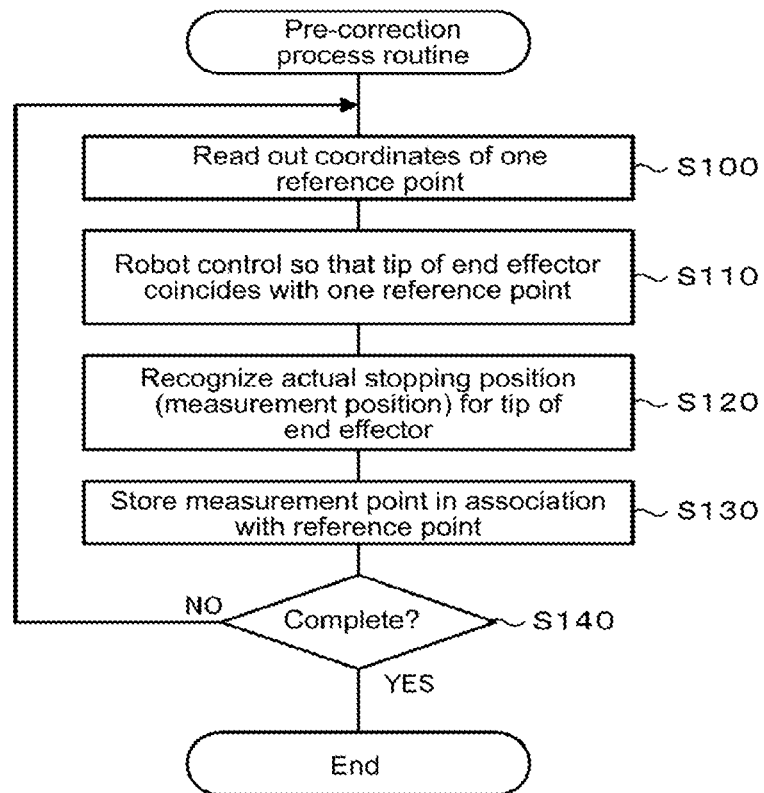 Pre-correction
process routine
Read out coordinates of one
reference point
S100
Robot control so that tip of end effector
coincides with one reference point
S110
Recognize actual stopping position
(measurement position) for tip of
end effector
S120
Store measurement point in association
with reference point
S130
NO
Complete?
S140
YES
End